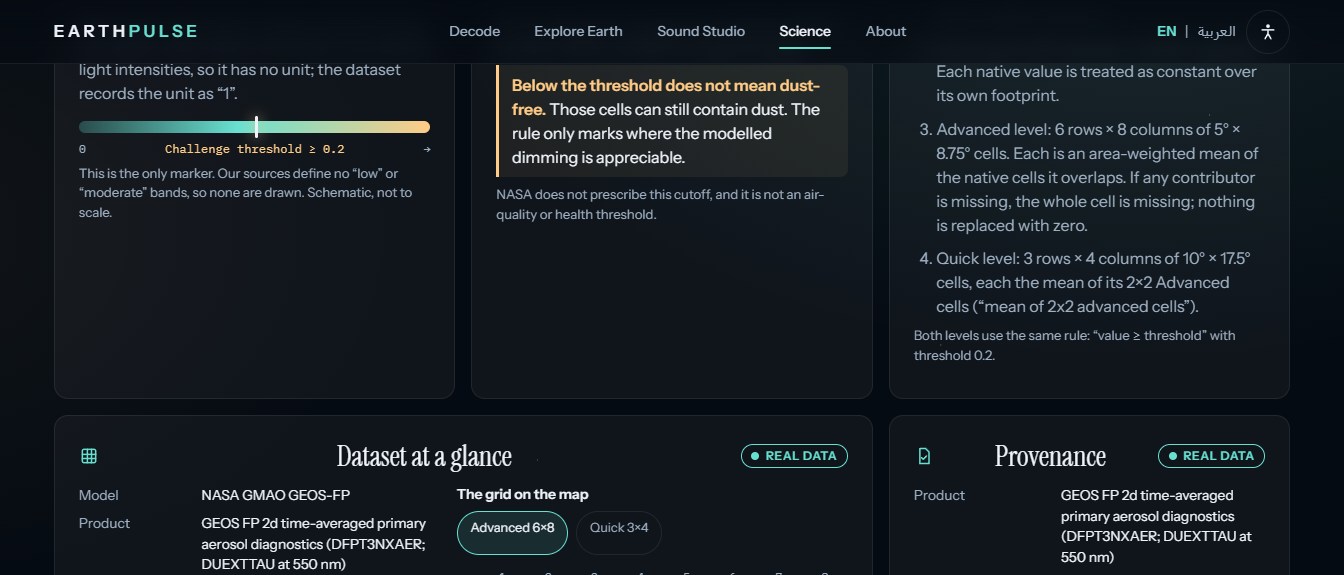 EARTHPULSE
Decode
Explore Earth
Sound Studio
Science
About
EN | العربية
light intensities, so it has no unit; the dataset
records the unit as “1”.
0
Challenge threshold ≥ 0.2
→
This is the only marker. Our sources define no “low” or
“moderate” bands, so none are drawn. Schematic, not to
scale.
Below the threshold does not mean dust-
free. Those cells can still contain dust. The
rule only marks where the modelled
dimming is appreciable.
NASA does not prescribe this cutoff, and it is not an air-
quality or health threshold.
Each native value is treated as constant over
its own footprint.
3. Advanced level: 6 rows × 8 columns of 5° ×
8.75° cells. Each is an area-weighted mean of
the native cells it overlaps. If any contributor
is missing, the whole cell is missing; nothing
is replaced with zero.
4. Quick level: 3 rows × 4 columns of 10° × 17.5°
cells, each the mean of its 2×2 Advanced
cells (“mean of 2x2 advanced cells”).
Both levels use the same rule: “value ≥ threshold” with
threshold 0.2.
Dataset at a glance
REAL DATA
Model
NASA GMAO GEOS-FP
Product
GEOS FP 2d time-averaged primary
aerosol diagnostics (DFPT3NXAER;
DUEXTTAU at 550 nm)
The grid on the map
Advanced 6×8
Quick 3×4
Provenance
REAL DATA
Product
GEOS FP 2d time-averaged
primary aerosol diagnostics
(DFPT3NXAER; DUEXTTAU at
550 nm)